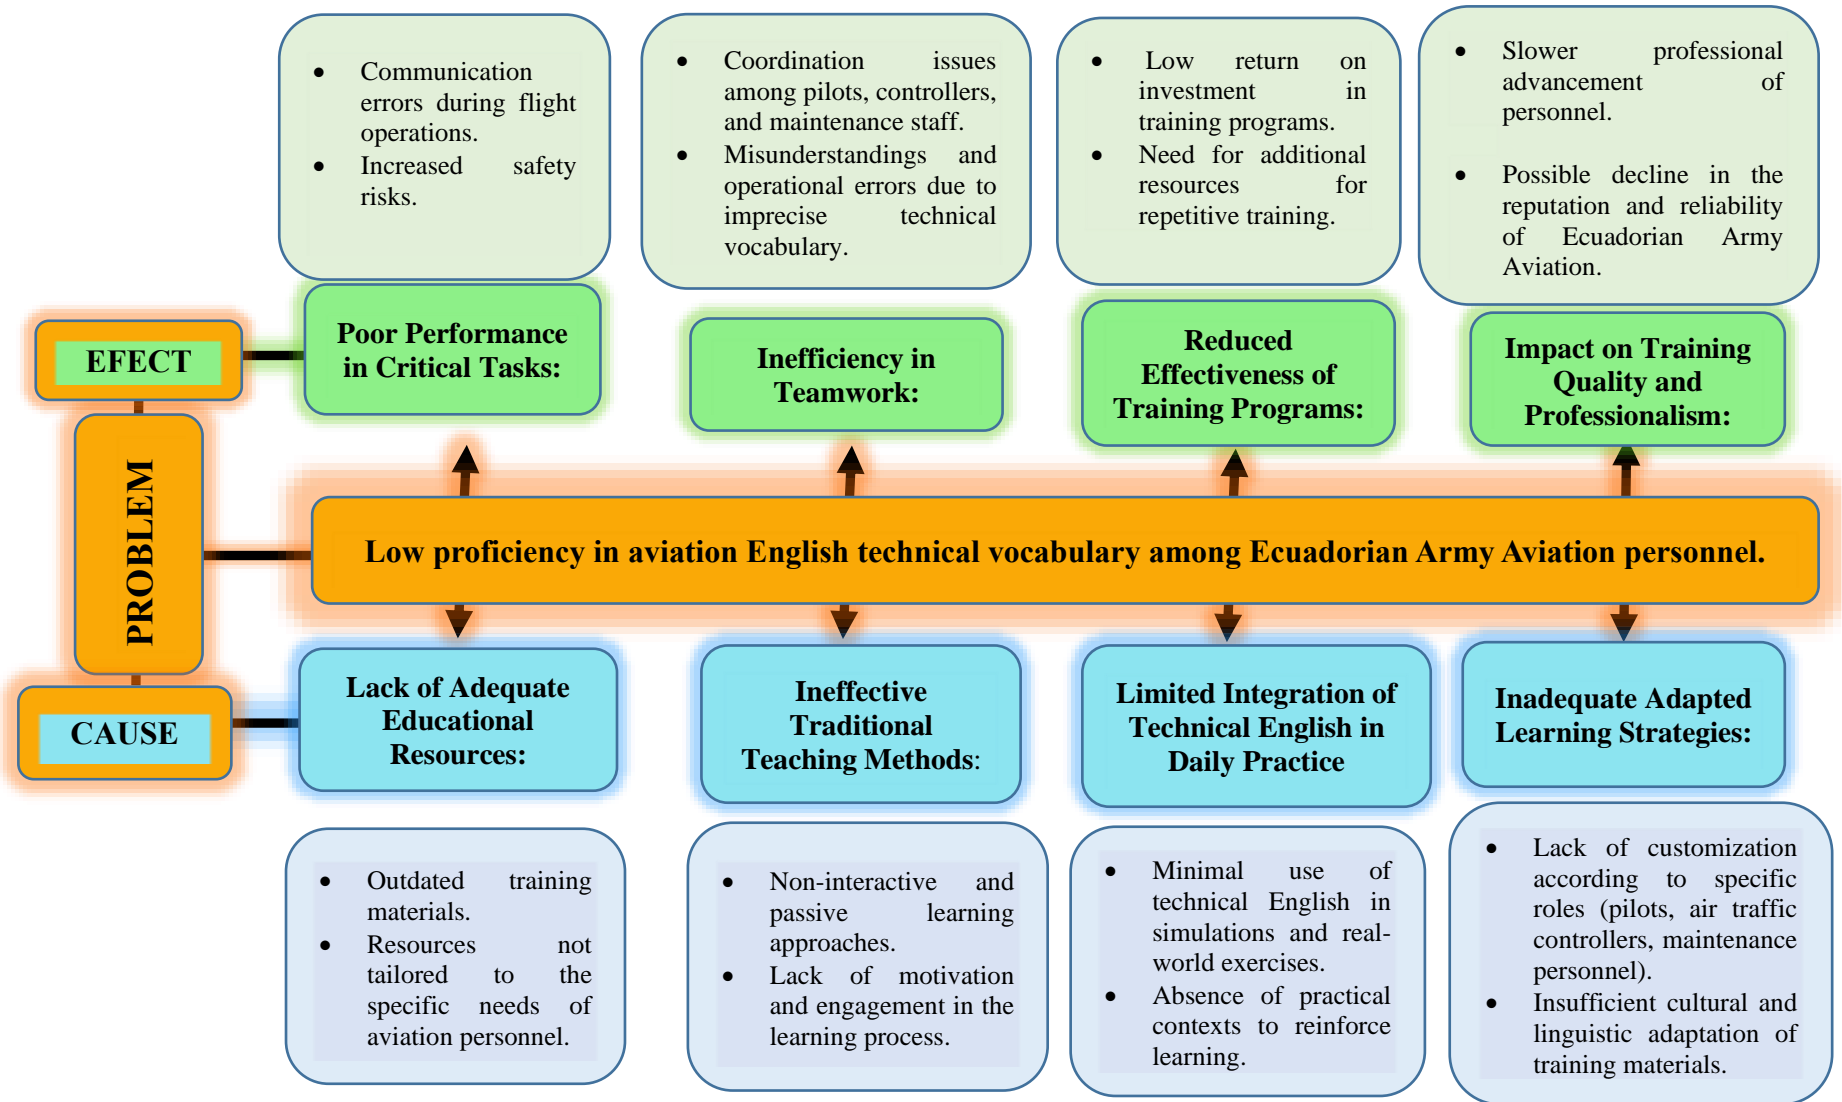 • Communication
errors during flight
operations.
• Increased safety
risks.
• Coordination issues
among pilots, controllers,
and maintenance staff.
• Misunderstandings and
operational errors due to
imprecise technical
vocabulary.
• Low return on
investment in
training programs.
• Need for additional
resources for
repetitive training.
• Slower professional
advancement of
personnel.
• Possible decline in the
reputation and reliability
of Ecuadorian Army
Aviation.
EFECT
Poor Performance
in Critical Tasks:
Inefficiency in
Teamwork:
Reduced
Effectiveness of
Training Programs:
Impact on Training
Quality and
Professionalism:
PROBLEM
Low proficiency in aviation English technical vocabulary among Ecuadorian Army Aviation personnel.
CAUSE
Lack of Adequate
Educational
Resources:
Ineffective
Traditional
Teaching Methods:
Limited Integration of
Technical English in
Daily Practice
Inadequate Adapted
Learning Strategies:
• Outdated training
materials.
• Resources not
tailored to the
specific needs of
aviation personnel.
• Non-interactive and
passive learning
approaches.
• Lack of motivation
and engagement in the
learning process.
• Minimal use of
technical English in
simulations and real-
world exercises.
• Absence of practical
contexts to reinforce
learning.
• Lack of customization
according to specific
roles (pilots, air traffic
controllers, maintenance
personnel).
• Insufficient cultural and
linguistic adaptation of
training materials.